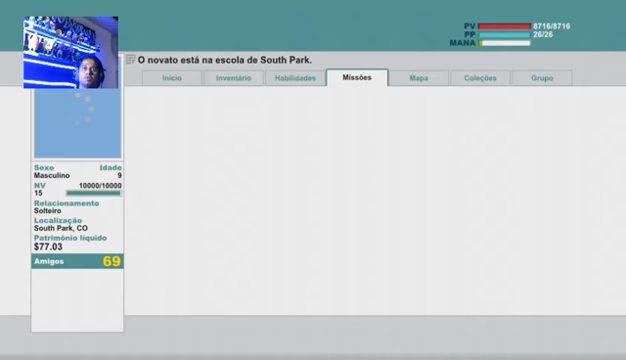 PV 8716/8716
PP 26/26
MANA
O novato está na escola de South Park.
Início Inventário Habilidades Missões Mapa Coleções Grupo
Sexo Idade
Masculino 9
NV 10000/10000
15
Relacionamento
Solteiro
Localização
South Park, CO
Patrimônio líquido
$77.03
Amigos 69